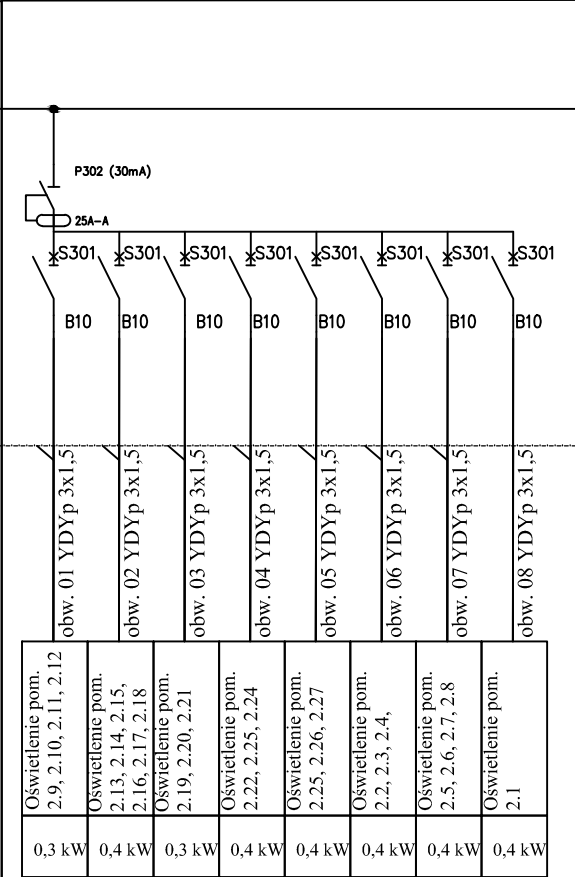 P302 (30mA)
25A-A
S301 S301 S301 S301 S301 S301 S301 S301
B10 B10 B10 B10 B10 B10 B10 B10
obw. 01 YDYp 3x1,5
obw. 02 YDYp 3x1,5
obw. 03 YDYp 3x1,5
obw. 04 YDYp 3x1,5
obw. 05 YDYp 3x1,5
obw. 06 YDYp 3x1,5
obw. 07 YDYp 3x1,5
obw. 08 YDYp 3x1,5
Oświetlenie pom.
2.9, 2.10, 2.11, 2.12
Oświetlenie pom.
2.13, 2.14, 2.15,
2.16, 2.17, 2.18
Oświetlenie pom.
2.19, 2.20, 2.21
Oświetlenie pom.
2.22, 2.25, 2.24
Oświetlenie pom.
2.25, 2.26, 2.27
Oświetlenie pom.
2.2, 2.3, 2.4,
Oświetlenie pom.
2.5, 2.6, 2.7, 2.8
Oświetlenie pom.
2.1
0,3 kW 0,4 kW 0,3 kW 0,4 kW 0,4 kW 0,4 kW 0,4 kW 0,4 kW